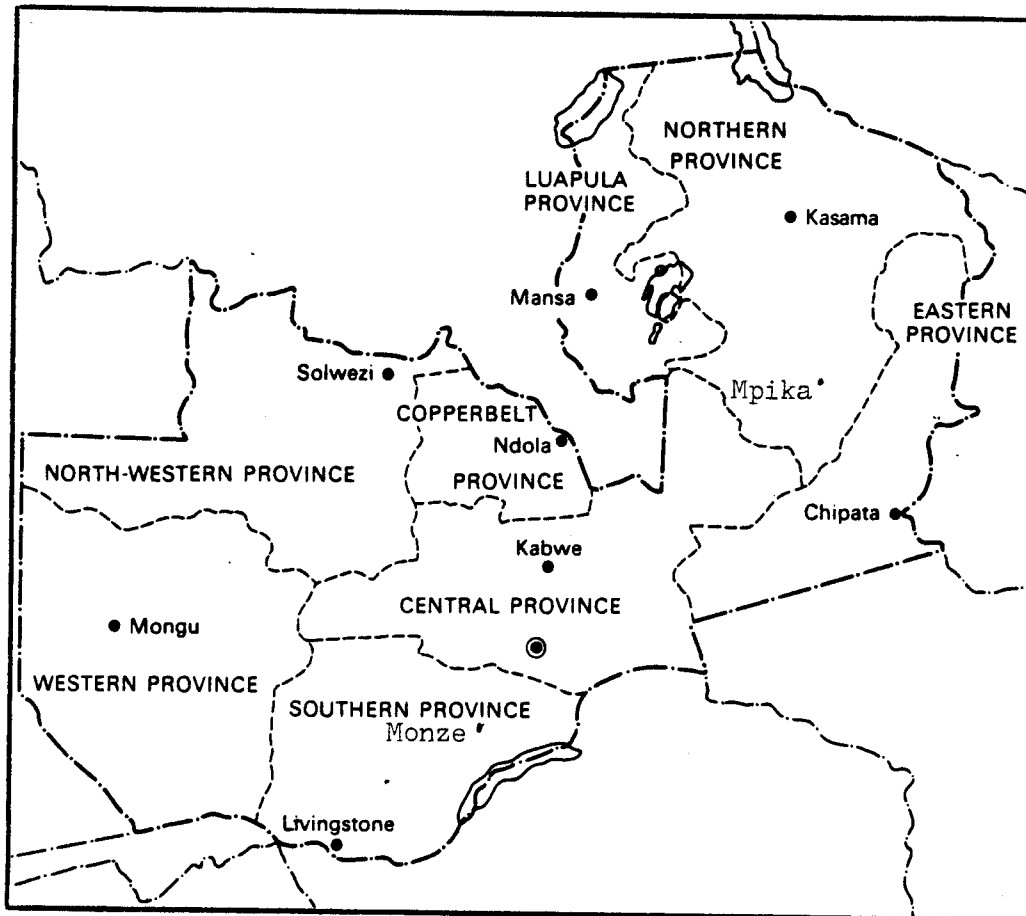 NORTHERN
PROVINCE
LUAPULA
PROVINCE
Kasama
Mansa
EASTERN
PROVINCE
Solwezi
Mpika
COPPERBELT
Ndola
PROVINCE
NORTH-WESTERN PROVINCE
Chipata
Kabwe
CENTRAL PROVINCE
Mongu
WESTERN PROVINCE
SOUTHERN PROVINCE
Monze
Livingstone